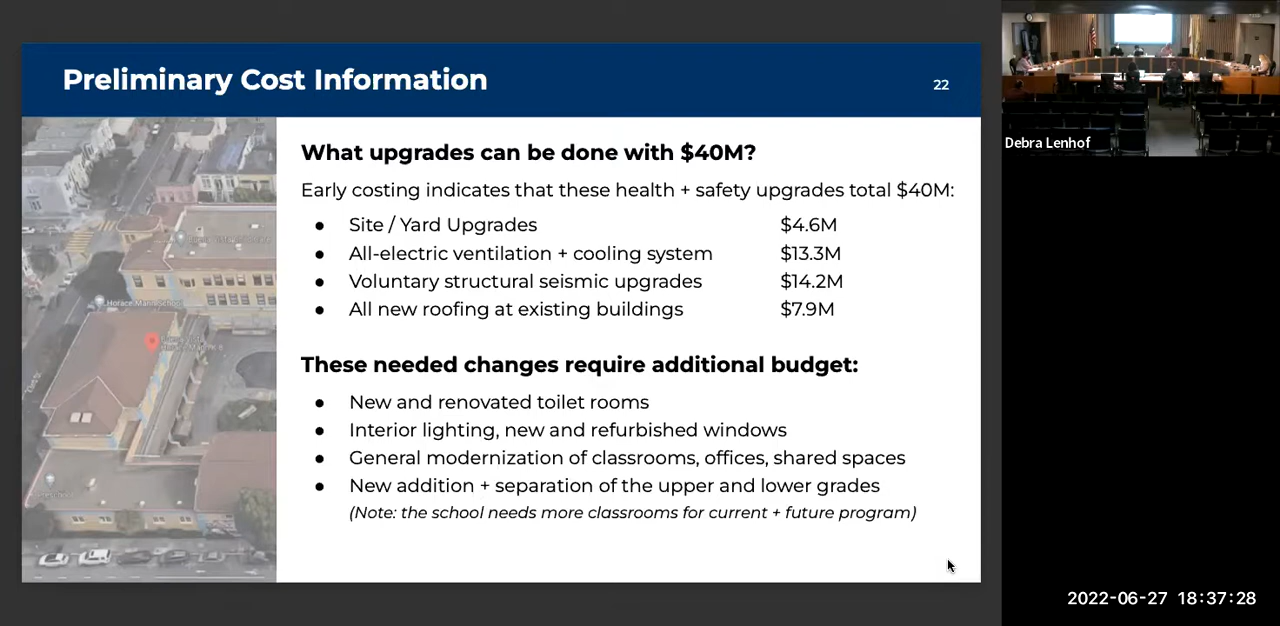 Preliminary Cost Information
22
What upgrades can be done with $40M?
Early costing indicates that these health + safety upgrades total $40M:
● Site / Yard Upgrades $4.6M
● All-electric ventilation + cooling system $13.3M
● Voluntary structural seismic upgrades $14.2M
● All new roofing at existing buildings $7.9M
These needed changes require additional budget:
● New and renovated toilet rooms
● Interior lighting, new and refurbished windows
● General modernization of classrooms, offices, shared spaces
● New addition + separation of the upper and lower grades
(Note: the school needs more classrooms for current + future program)
Horace Mann School
Debra Lenhof
2022-06-27 18:37:28